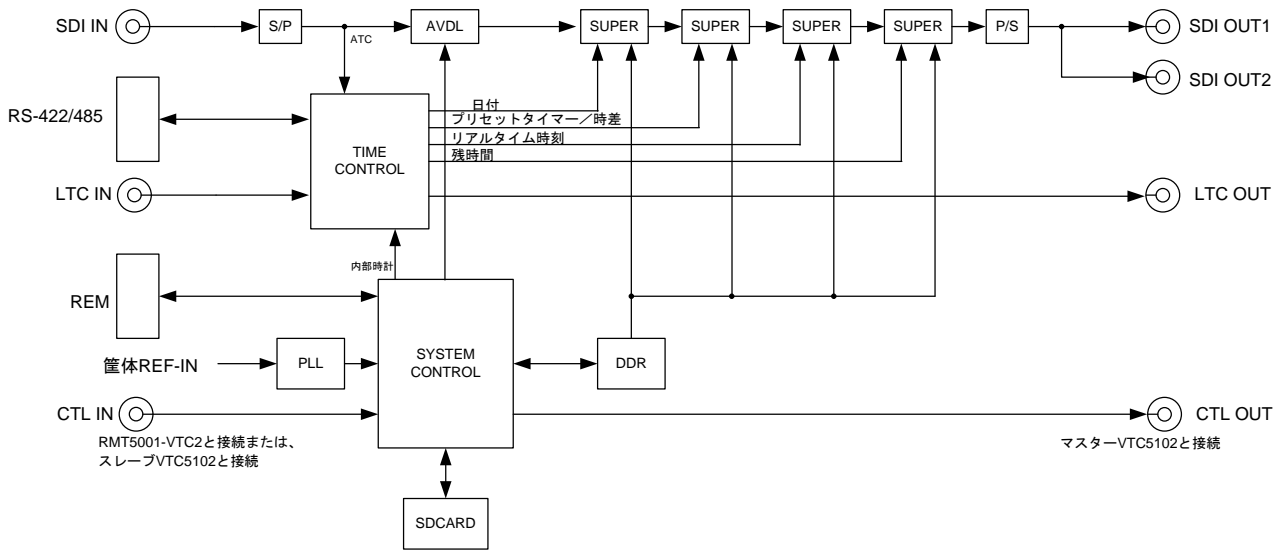 SDI IN
S/P
ATC
AVDL
SUPER
SUPER
SUPER
SUPER
P/S
SDI OUT1
SDI OUT2
RS-422/485
日付
プリセットタイマー／時差
リアルタイム時刻
残時間
TIME
CONTROL
LTC IN
LTC OUT
内部時計
REM
筐体REF-IN
PLL
SYSTEM
CONTROL
DDR
CTL IN
CTL OUT
RMT5001-VTC2と接続または、
スレーブVTC5102と接続
マスターVTC5102と接続
SDCARD